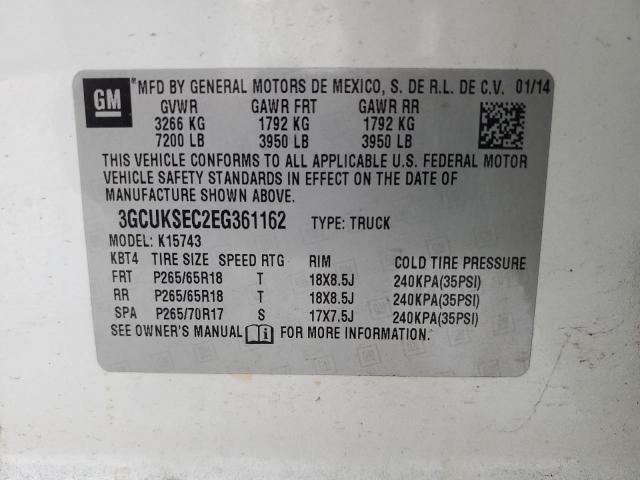 GM ® MFD BY GENERAL MOTORS DE MEXICO, S. DE R.L. DE C.V. 01/14
GVWR GAWR FRT GAWR RR
3266 KG 1792 KG 1792 KG
7200 LB 3950 LB 3950 LB
THIS VEHICLE CONFORMS TO ALL APPLICABLE U.S. FEDERAL MOTOR
VEHICLE SAFETY STANDARDS IN EFFECT ON THE DATE OF
MANUFACTURE SHOWN ABOVE.
3GCUKSEC2EG361162 TYPE: TRUCK
MODEL: K15743
KBT4 TIRE SIZE SPEED RTG RIM COLD TIRE PRESSURE
FRT P265/65R18 T 18X8.5J 240KPA(35PSI)
RR P265/65R18 T 18X8.5J 240KPA(35PSI)
SPA P265/70R17 S 17X7.5J 240KPA(35PSI)
SEE OWNER'S MANUAL i FOR MORE INFORMATION.